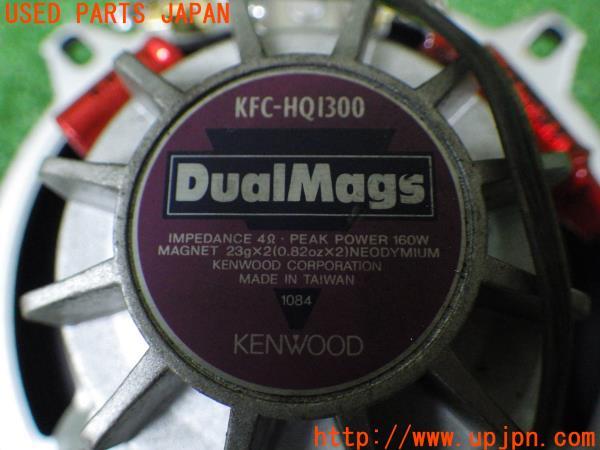 USED PARTS JAPAN
KFC-HQ1300
DualMags
IMPEDANCE 4Ω · PEAK POWER 160W
MAGNET 23g×2(0.82oz×2)NEODYMIUM
KENWOOD CORPORATION
MADE IN TAIWAN
1084
KENWOOD
Copyright(C)
www.upjpn.com